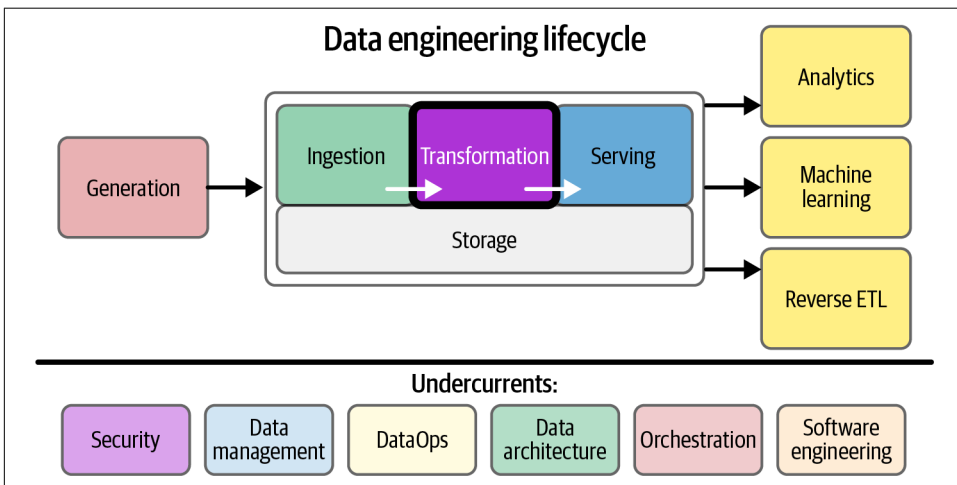 Data engineering lifecycle
Generation
Ingestion
Transformation
Serving
Storage
Analytics
Machine
learning
Reverse ETL
Undercurrents:
Security
Data
management
DataOps
Data
architecture
Orchestration
Software
engineering